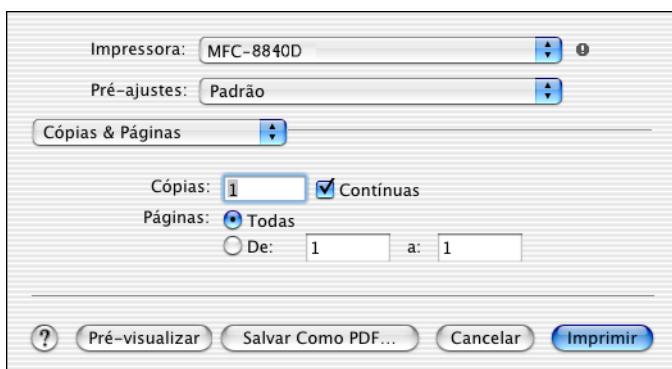 Impressora: MFC-8840D
Pré-ajustes: Padrão
Cópias & Páginas
Cópias: 1 Contínuas
Páginas: Todas
De: 1 a: 1
? Pré-visualizar Salvar Como PDF... Cancelar Imprimir